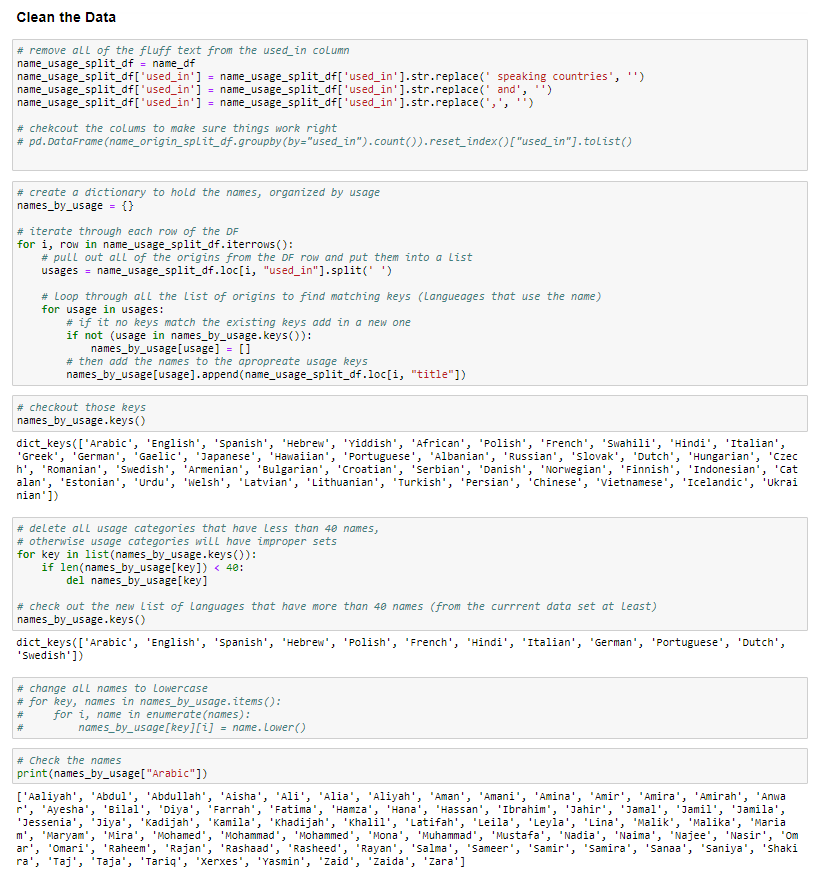 Clean the Data
# remove all of the fluff text from the used_in column
name_usage_split_df = name_df
name_usage_split_df['used_in'] = name_usage_split_df['used_in'].str.replace(' speaking countries', '')
name_usage_split_df['used_in'] = name_usage_split_df['used_in'].str.replace(' and', '')
name_usage_split_df['used_in'] = name_usage_split_df['used_in'].str.replace(',', '')
# chekcout the colums to make sure things work right
# pd.DataFrame(name_origin_split_df.groupby(by="used_in").count()).reset_index()["used_in"].tolist()
# create a dictionary to hold the names, organized by usage
names_by_usage = {}
# iterate through each row of the DF
for i, row in name_usage_split_df.iterrows():
    # pull out all of the origins from the DF row and put them into a list
    usages = name_usage_split_df.loc[i, "used_in"].split(' ')
    # loop through all the list of origins to find matching keys (langueages that use the name)
    for usage in usages:
        # if it no keys match the existing keys add in a new one
        if not (usage in names_by_usage.keys()):
            names_by_usage[usage] = []
        # then add the names to the apropreate usage keys
        names_by_usage[usage].append(name_usage_split_df.loc[i, "title"])
# checkout those keys
names_by_usage.keys()
dict_keys(['Arabic', 'English', 'Spanish', 'Hebrew', 'Yiddish', 'African', 'Polish', 'French', 'Swahili', 'Hindi', 'Italian',
'Greek', 'German', 'Gaelic', 'Japanese', 'Hawaiian', 'Portuguese', 'Albanian', 'Russian', 'Slovak', 'Dutch', 'Hungarian', 'Czec
h', 'Romanian', 'Swedish', 'Armenian', 'Bulgarian', 'Croatian', 'Serbian', 'Danish', 'Norwegian', 'Finnish', 'Indonesian', 'Cat
alan', 'Estonian', 'Urdu', 'Welsh', 'Latvian', 'Lithuanian', 'Turkish', 'Persian', 'Chinese', 'Vietnamese', 'Icelandic', 'Ukrai
nian'])
# delete all usage categories that have less than 40 names,
# otherwise usage categories will have improper sets
for key in list(names_by_usage.keys()):
    if len(names_by_usage[key]) < 40:
        del names_by_usage[key]
# check out the new list of languages that have more than 40 names (from the currrent data set at least)
names_by_usage.keys()
dict_keys(['Arabic', 'English', 'Spanish', 'Hebrew', 'Polish', 'French', 'Hindi', 'Italian', 'German', 'Portuguese', 'Dutch',
'Swedish'])
# change all names to lowercase
# for key, names in names_by_usage.items():
#     for i, name in enumerate(names):
#         names_by_usage[key][i] = name.lower()
# Check the names
print(names_by_usage["Arabic"])
['Aaliyah', 'Abdul', 'Abdullah', 'Aisha', 'Ali', 'Alia', 'Aliyah', 'Aman', 'Amani', 'Amina', 'Amir', 'Amira', 'Amirah', 'Anwa
r', 'Ayesha', 'Bilal', 'Diya', 'Farrah', 'Fatima', 'Hamza', 'Hana', 'Hassan', 'Ibrahim', 'Jahir', 'Jamal', 'Jamil', 'Jamila',
'Jessenia', 'Jiya', 'Kadijah', 'Kamila', 'Khadijah', 'Khalil', 'Latifah', 'Leila', 'Leyla', 'Lina', 'Malik', 'Malika', 'Maria
m', 'Maryam', 'Mira', 'Mohamed', 'Mohammad', 'Mohammed', 'Mona', 'Muhammad', 'Mustafa', 'Nadia', 'Naima', 'Najee', 'Nasir', 'Om
ar', 'Omari', 'Raheem', 'Rajan', 'Rashaad', 'Rasheed', 'Rayan', 'Salma', 'Sameer', 'Samir', 'Samira', 'Sanaa', 'Saniya', 'Shaki
ra', 'Taj', 'Taja', 'Tariq', 'Xerxes', 'Yasmin', 'Zaid', 'Zaida', 'Zara']